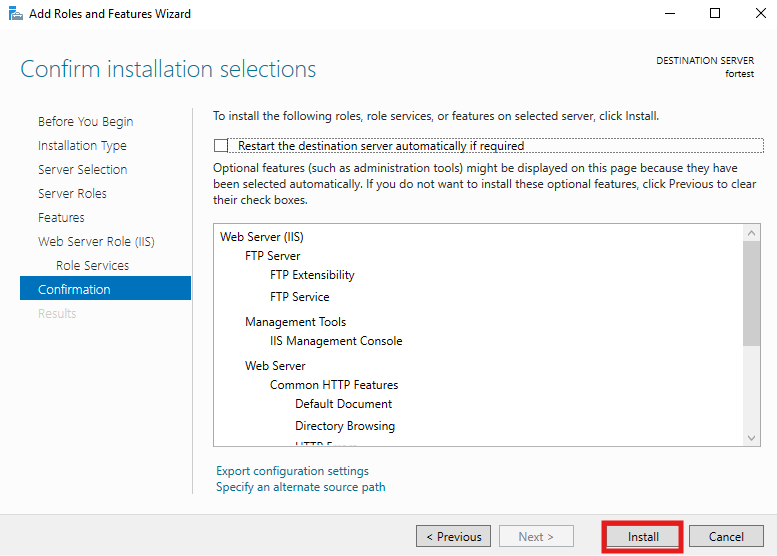 Add Roles and Features Wizard
Confirm installation selections
DESTINATION SERVER
fortest
Before You Begin
Installation Type
Server Selection
Server Roles
Features
Web Server Role (IIS)
Role Services
Confirmation
Results
To install the following roles, role services, or features on selected server, click Install.
Restart the destination server automatically if required
Optional features (such as administration tools) might be displayed on this page because they have
been selected automatically. If you do not want to install these optional features, click Previous to clear
their check boxes.
Web Server (IIS)
FTP Server
FTP Extensibility
FTP Service
Management Tools
IIS Management Console
Web Server
Common HTTP Features
Default Document
Directory Browsing
Export configuration settings
Specify an alternate source path
< Previous
Next >
Install
Cancel